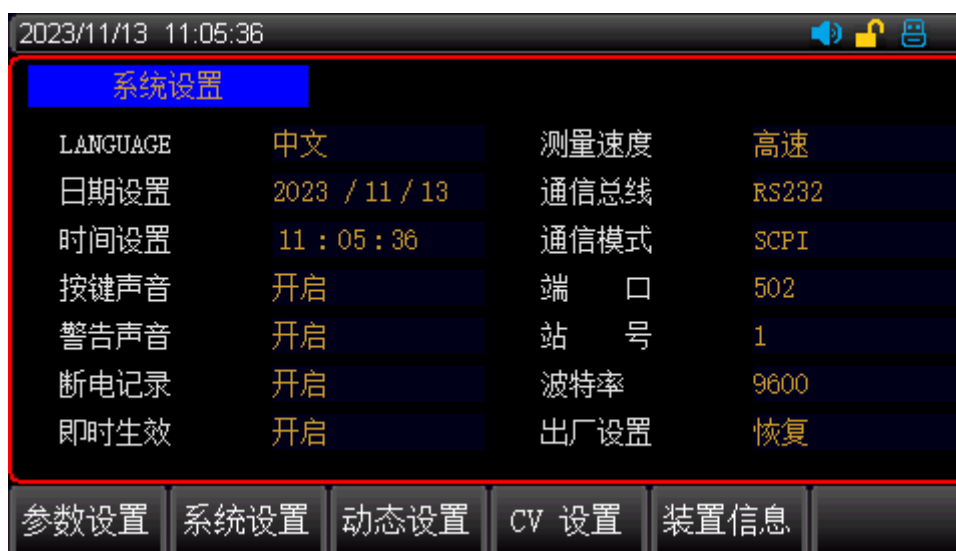 2023/11/13 11:05:36
系统设置
LANGUAGE 中文 测量速度 高速
日期设置 2023 / 11 / 13 通信总线 RS232
时间设置 11 : 05 : 36 通信模式 SCPI
按键声音 开启 端 口 502
警告声音 开启 站 号 1
断电记录 开启 波特率 9600
即时生效 开启 出厂设置 恢复
参数设置 系统设置 动态设置 CV 设置 装置信息